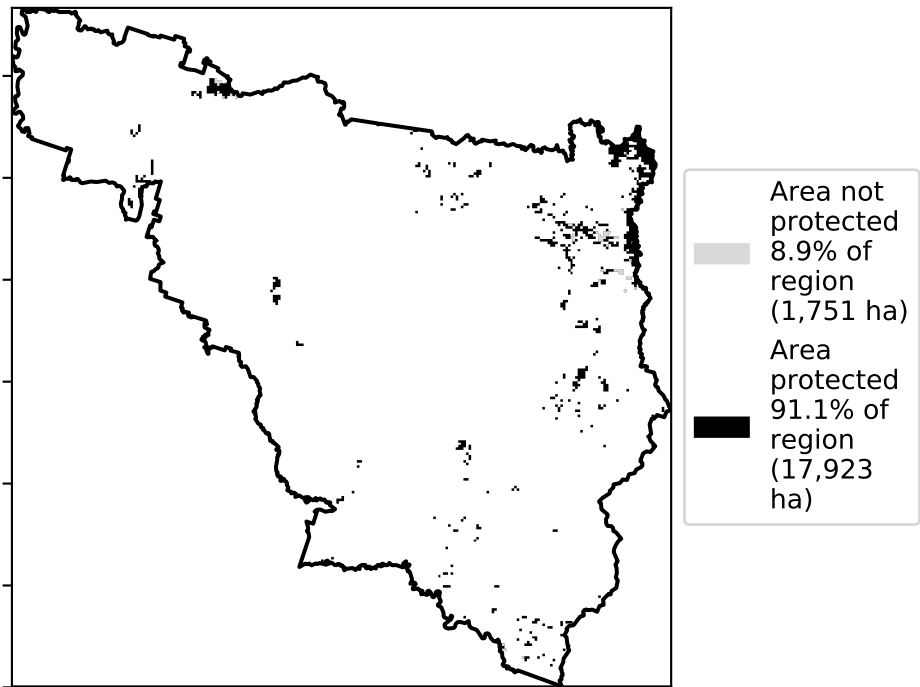 Area not
protected
8.9% of
region
(1,751 ha)
Area
protected
91.1% of
region
(17,923
ha)